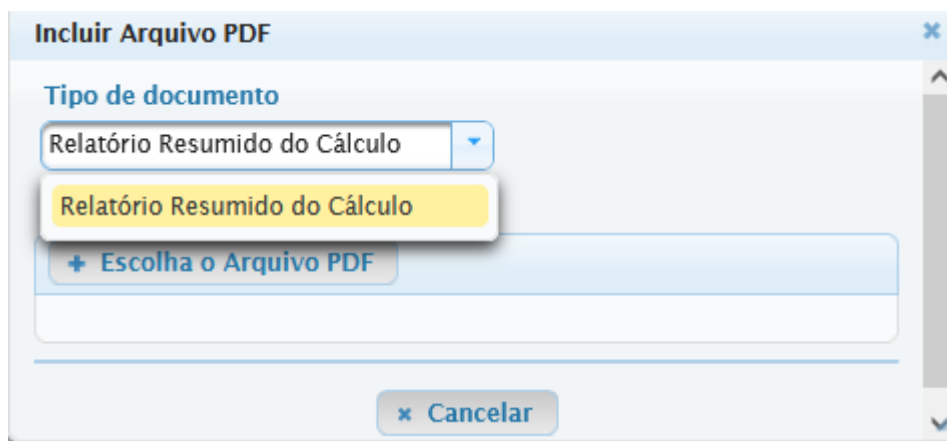 Incluir Arquivo PDF
Tipo de documento
Relatório Resumido do Cálculo
Relatório Resumido do Cálculo
Escolha o Arquivo PDF
Cancelar